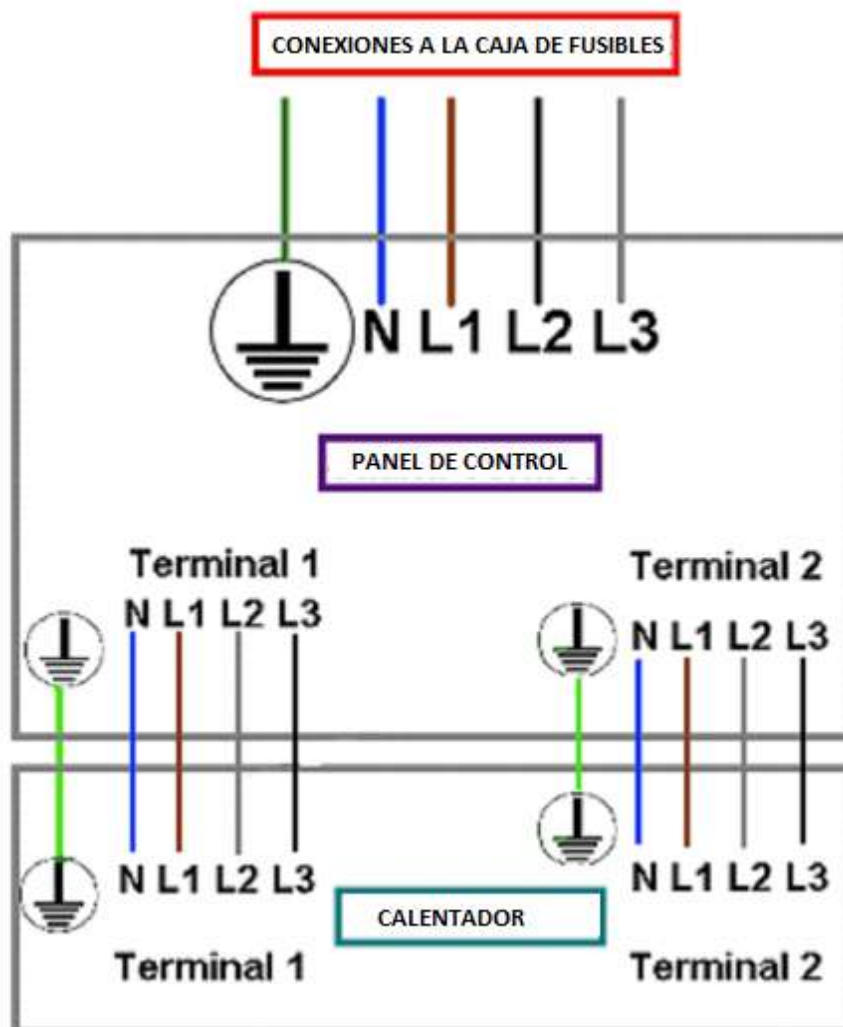 CONEXIONES A LA CAJA DE FUSIBLES
N L1 L2 L3
PANEL DE CONTROL
Terminal 1
N L1 L2 L3
Terminal 2
N L1 L2 L3
N L1 L2 L3
Terminal 1
CALENTADOR
N L1 L2 L3
Terminal 2